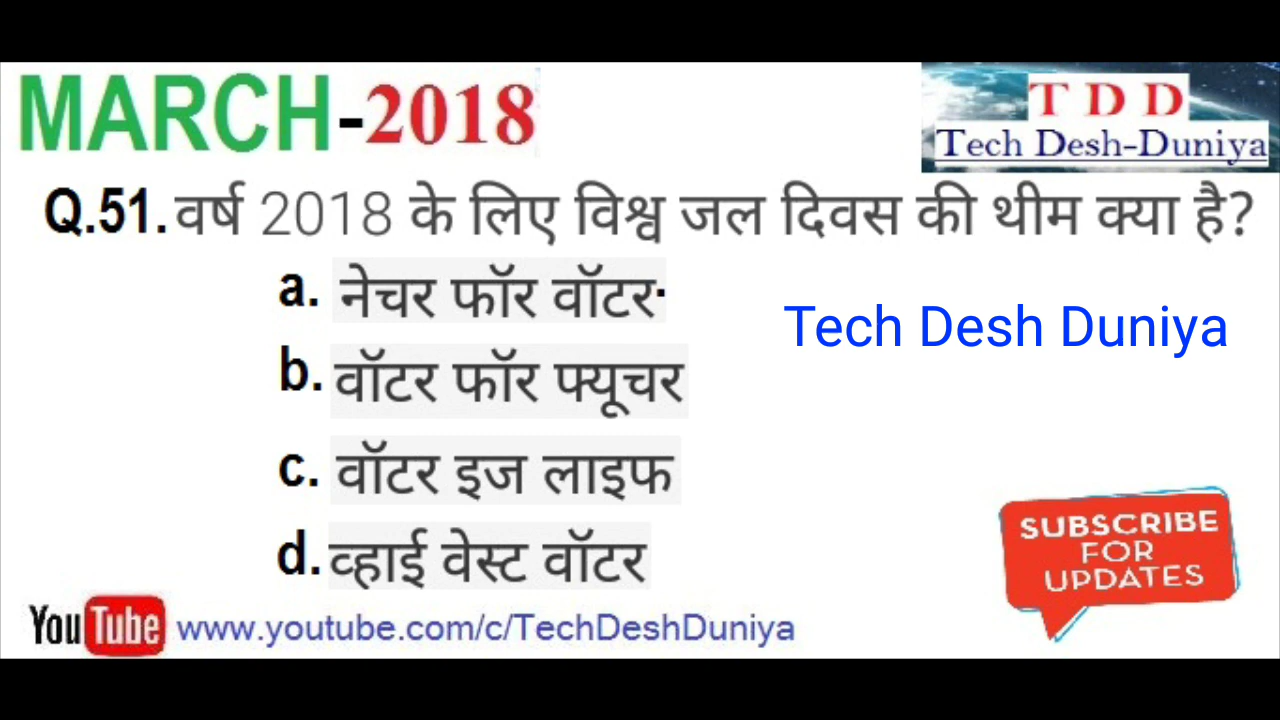 MARCH-2018
T D D
Tech Desh-Duniya
Q.51. वर्ष 2018 के लिए विश्व जल दिवस की थीम क्या है?
a. नेचर फॉर वॉटर·
Tech Desh Duniya
b. वॉटर फॉर फ्यूचर
c. वॉटर इज लाइफ
d. व्हाई वेस्ट वॉटर
SUBSCRIBE
FOR
UPDATES
YouTube www.youtube.com/c/TechDeshDuniya